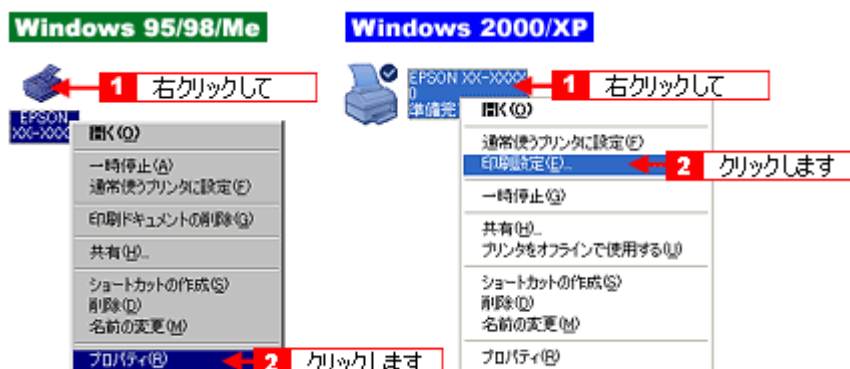 Windows 95/98/Me
1 右クリックして
EPSON
XX-XXXX
開く(O)
一時停止(A)
通常使うプリンタに設定(F)
印刷ドキュメントの削除(G)
共有(H)...
ショートカットの作成(S)
削除(D)
名前の変更(M)
プロパティ(R)
2 クリックします
Windows 2000/XP
EPSON XX-XXXX
0
準備完
1 右クリックして
開く(O)
通常使うプリンタに設定(F)
印刷設定(E)...
2 クリックします
一時停止(G)
共有(H)...
プリンタをオフラインで使用する(U)
ショートカットの作成(S)
削除(D)
名前の変更(M)
プロパティ(R)